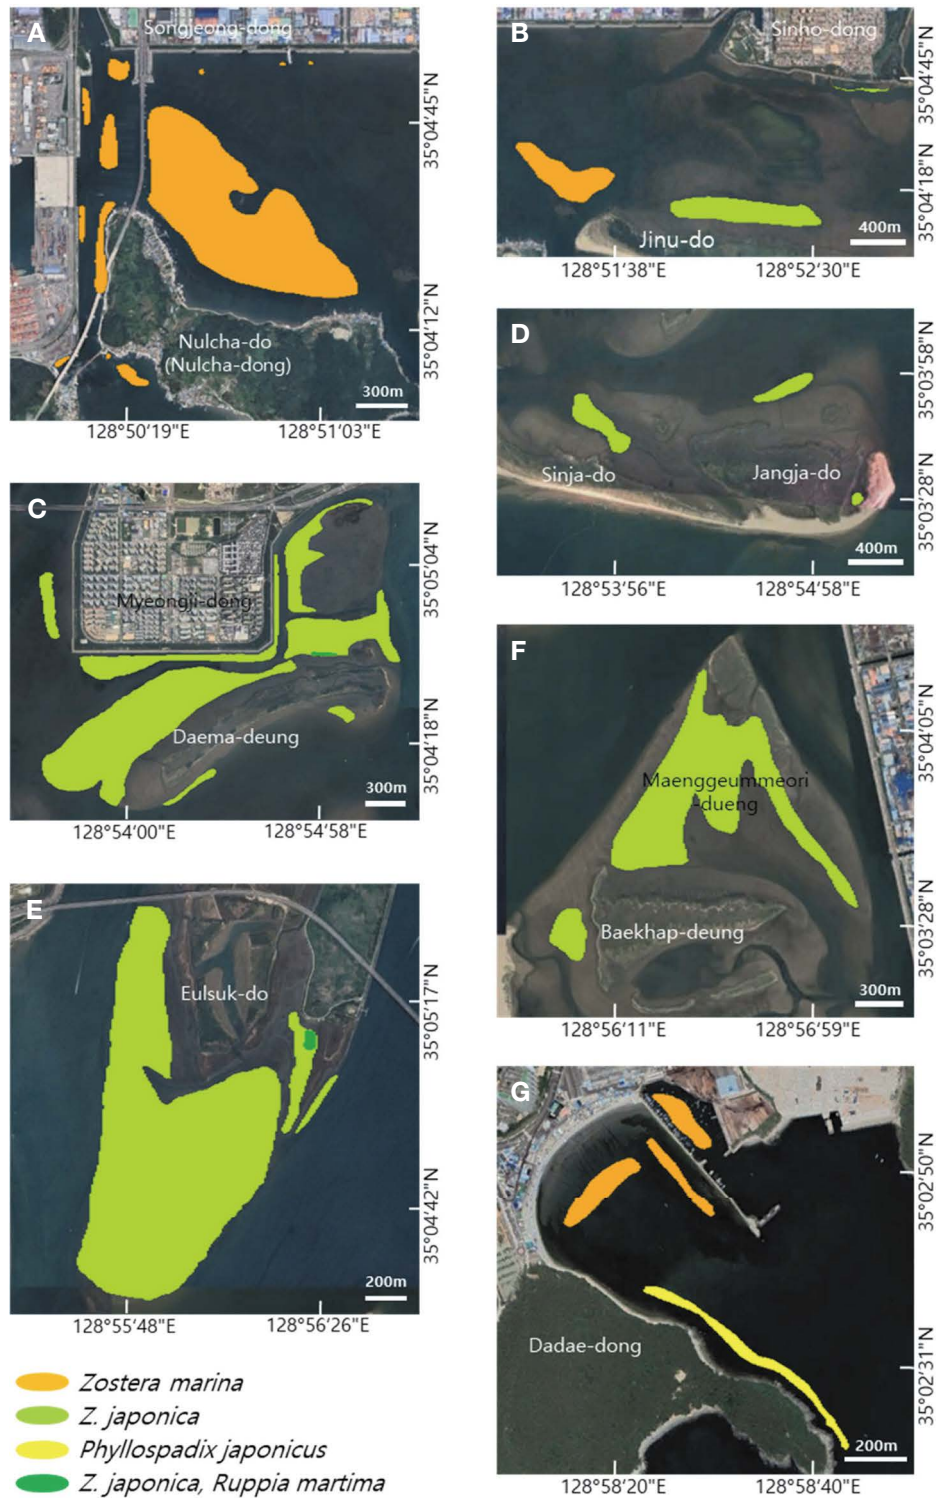 A
Songjeong-dong
35°04'45"N
Nulcha-do
(Nulcha-dong)
35°04'12"N
300m
128°50'19"E
128°51'03"E
B
Sinho-dong
35°04'45"N
35°04'18"N
Jinu-do
400m
128°51'38"E
128°52'30"E
C
Myeongji-dong
35°05'04"N
Daema-deung
35°04'18"N
300m
128°54'00"E
128°54'58"E
D
35°03'58"N
Sinja-do
Jangja-do
35°03'28"N
400m
128°53'56"E
128°54'58"E
E
Eulsuk-do
35°05'17"N
35°04'42"N
200m
128°55'48"E
128°56'26"E
F
35°04'05"N
Maenggeummeori
-dueng
Baekhap-deung
35°03'28"N
300m
128°56'11"E
128°56'59"E
G
35°02'50"N
Dadae-dong
35°02'31"N
200m
128°58'20"E
128°58'40"E
Zostera marina
Z. japonica
Phyllospadix japonicus
Z. japonica, Ruppia martima